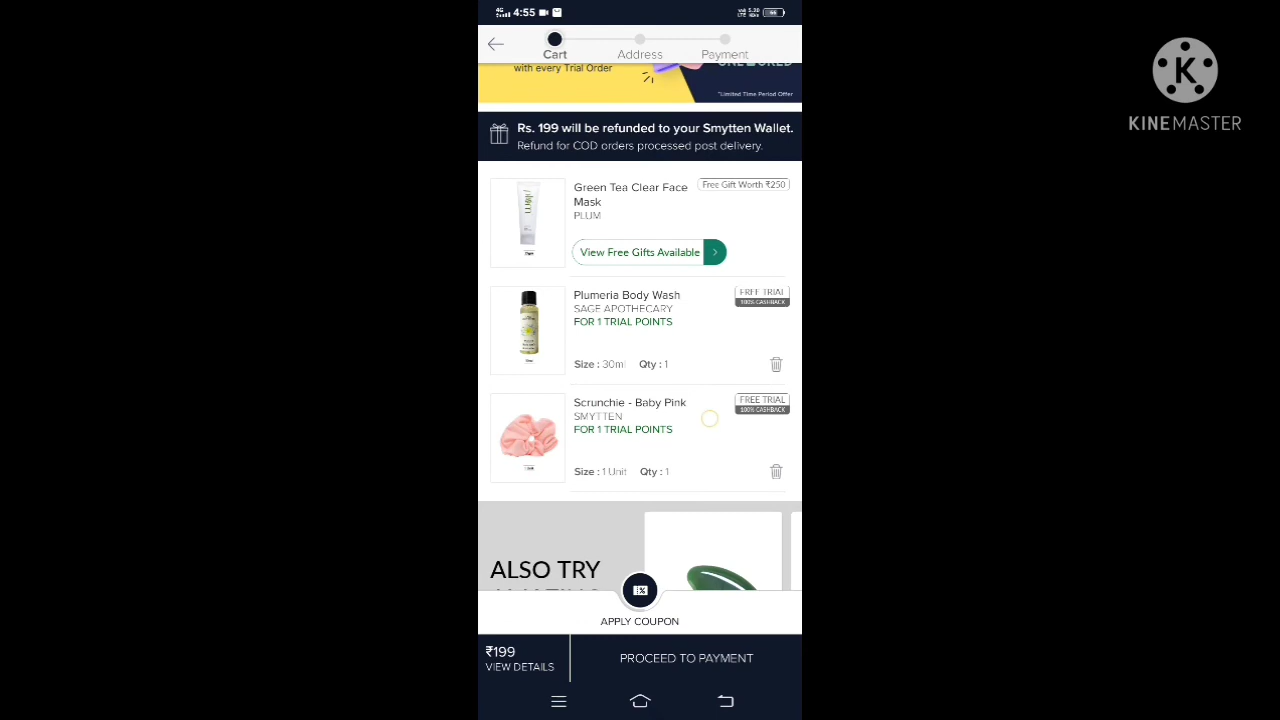 4G 4:55
5.20
Cart Address Payment
with every Trial Order
*Limited Time Period Offer
Rs. 199 will be refunded to your Smytten Wallet.
Refund for COD orders processed post delivery.
Green Tea Clear Face Mask
Free Gift Worth ₹250
PLUM
plum
View Free Gifts Available
Plumeria Body Wash
FREE TRIAL
100% CASHBACK
SAGE APOTHECARY
FOR 1 TRIAL POINTS
Size : 30ml Qty : 1
Scrunchie - Baby Pink
FREE TRIAL
100% CASHBACK
SMYTTEN
FOR 1 TRIAL POINTS
Size : 1 Unit Qty : 1
ALSO TRY
APPLY COUPON
₹199
VIEW DETAILS
PROCEED TO PAYMENT
K
KINEMASTER